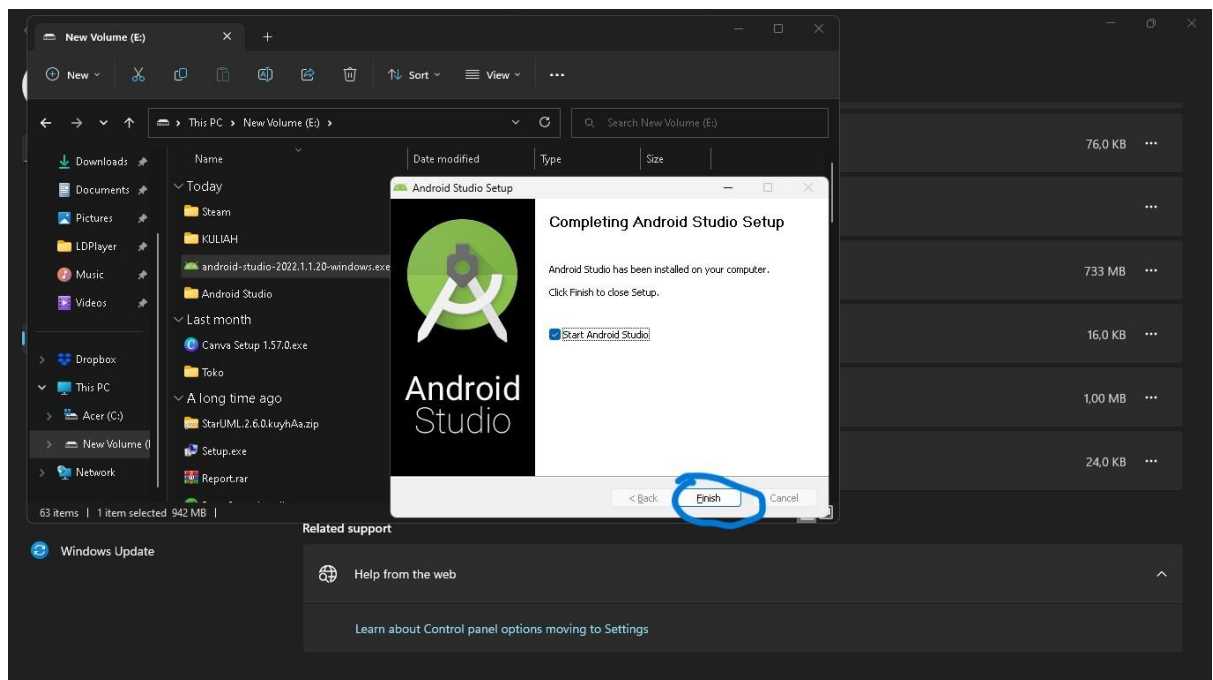 New Volume (E:)
New
Sort
View
This PC > New Volume (E:) >
Search New Volume (E:)
Downloads
Documents
Pictures
LDPlayer
Music
Videos
Dropbox
This PC
Acer (C:)
New Volume (
Network
Name
Date modified
Type
Size
Today
Steam
KULIAH
android-studio-2022.1.1.20-windows.exe
Android Studio
Last month
Canva Setup 1.57.0.exe
Toko
A long time ago
StarUML.2.6.0.kuyhAa.zip
Setup.exe
Report.rar
63 items | 1 item selected 942 MB |
Android Studio Setup
Android
Studio
Completing Android Studio Setup
Android Studio has been installed on your computer.
Click Finish to close Setup.
Start Android Studio
< Back
Finish
Cancel
76,0 KB
733 MB
16,0 KB
1,00 MB
24,0 KB
Related support
Windows Update
Help from the web
Learn about Control panel options moving to Settings